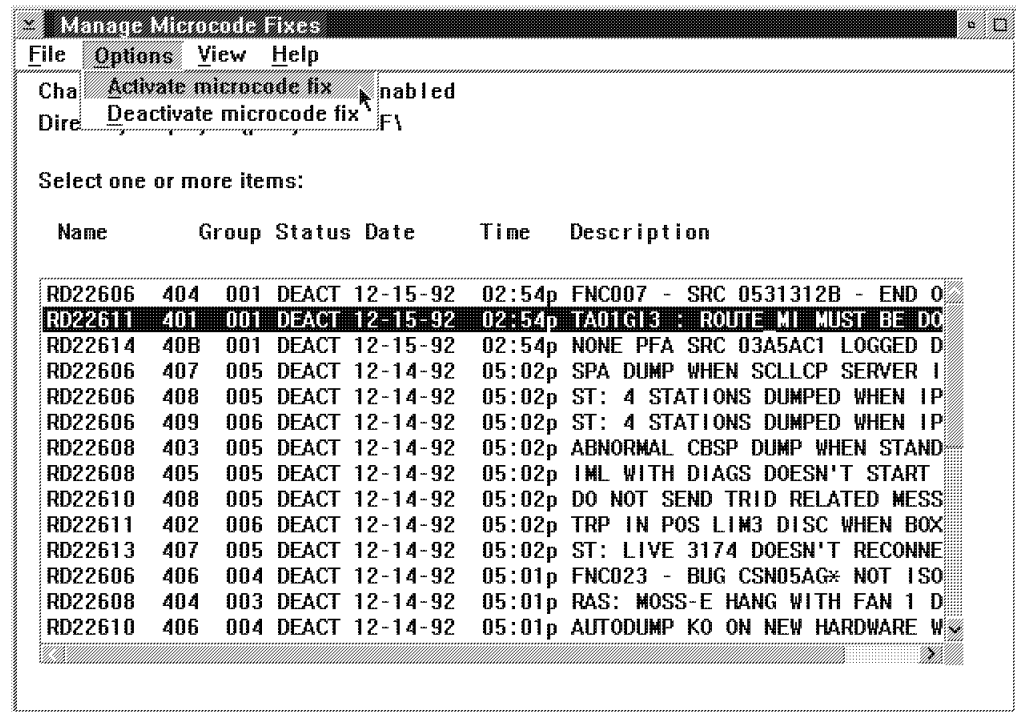 Manage Microcode Fixes
File Options View Help
Activate microcode fix
Deactivate microcode fix
Cha nabled
Dire F\
Select one or more items:
Name Group Status Date Time Description
RD22606 404 001 DEACT 12-15-92 02:54p FNC007 - SRC 0531312B - END O
RD22611 401 001 DEACT 12-15-92 02:54p TA01GI3 : ROUTE_MI MUST BE DO
RD22614 40B 001 DEACT 12-15-92 02:54p NONE PFA SRC 03A5AC1 LOGGED D
RD22606 407 005 DEACT 12-14-92 05:02p SPA DUMP WHEN SCLLCP SERVER I
RD22606 408 005 DEACT 12-14-92 05:02p ST: 4 STATIONS DUMPED WHEN IP
RD22606 409 006 DEACT 12-14-92 05:02p ST: 4 STATIONS DUMPED WHEN IP
RD22608 403 005 DEACT 12-14-92 05:02p ABNORMAL CBSP DUMP WHEN STAND
RD22608 405 005 DEACT 12-14-92 05:02p IML WITH DIAGS DOESN'T START
RD22610 408 005 DEACT 12-14-92 05:02p DO NOT SEND TRID RELATED MESS
RD22611 402 006 DEACT 12-14-92 05:02p TRP IN POS LIM3 DISC WHEN BOX
RD22613 407 005 DEACT 12-14-92 05:02p ST: LIVE 3174 DOESN'T RECONNE
RD22606 406 004 DEACT 12-14-92 05:01p FNC023 - BUG CSN05AG* NOT ISO
RD22608 404 003 DEACT 12-14-92 05:01p RAS: MOSS-E HANG WITH FAN 1 D
RD22610 406 004 DEACT 12-14-92 05:01p AUTODUMP KO ON NEW HARDWARE W